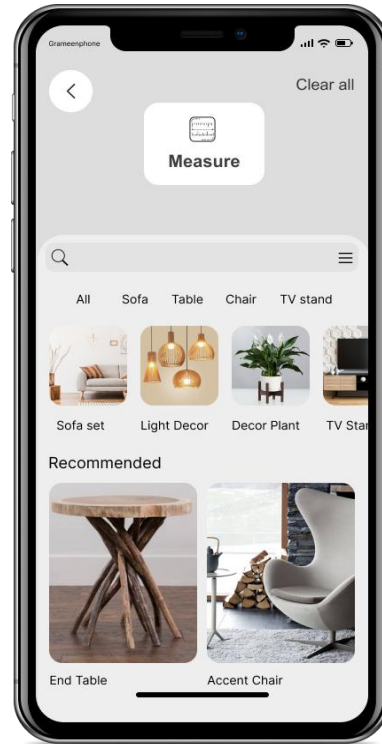 Grameenphone
Clear all
Measure
All Sofa Table Chair TV stand
Sofa set Light Decor Decor Plant TV Star
Recommended
End Table Accent Chair